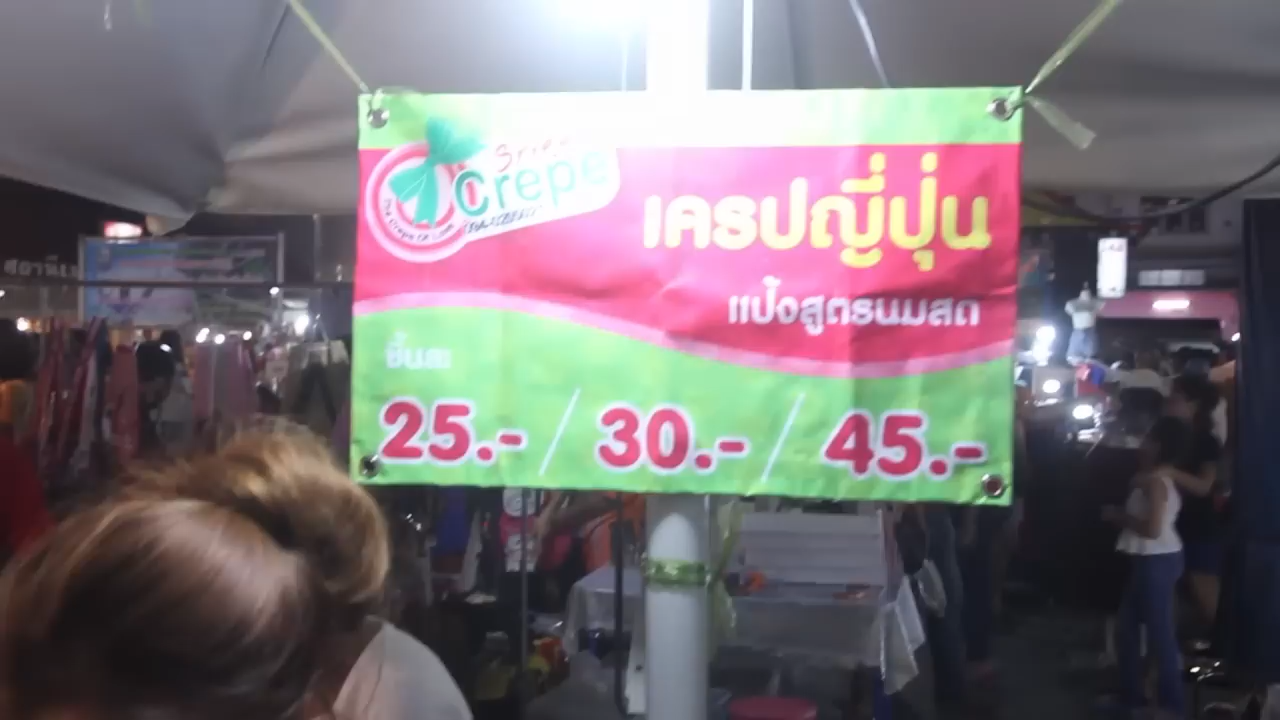 Crepe
เครปญี่ปุ่น
แป้งสูตรนมสด
ชิ้นละ
25.- / 30.- / 45.-